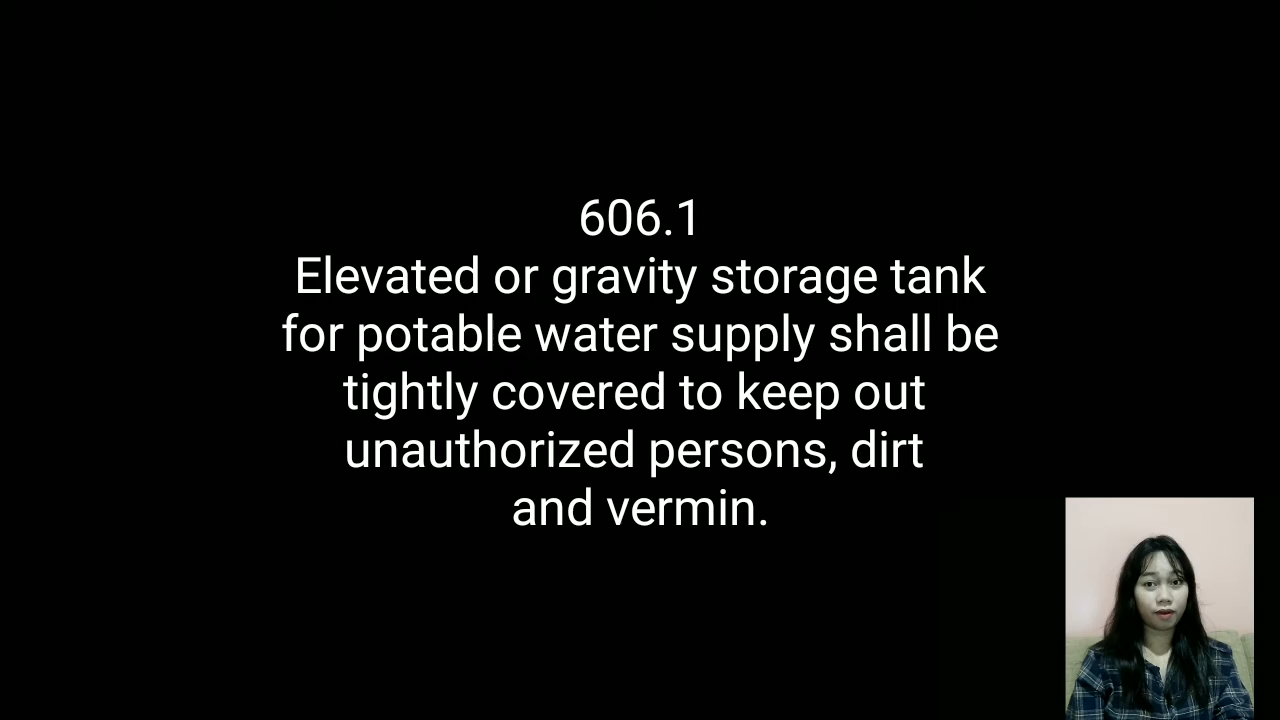 606.1
Elevated or gravity storage tank
for potable water supply shall be
tightly covered to keep out
unauthorized persons, dirt
and vermin.